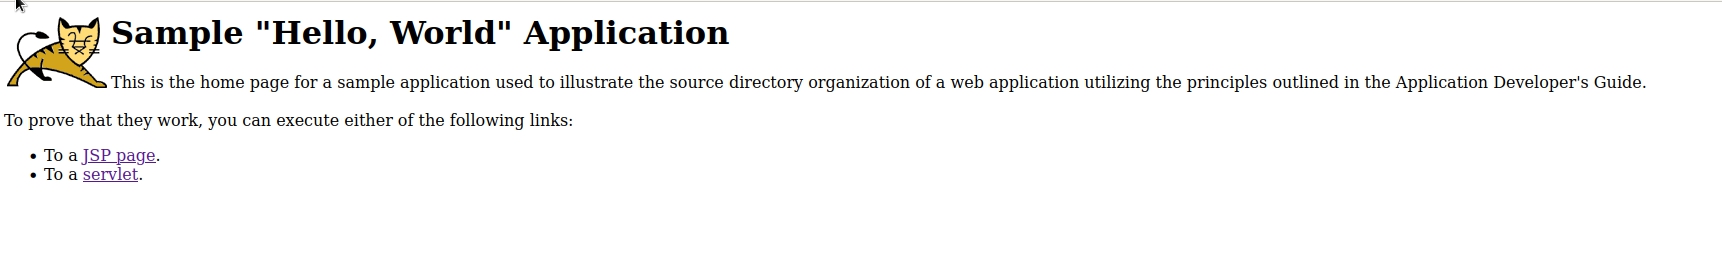 Sample "Hello, World" Application
This is the home page for a sample application used to illustrate the source directory organization of a web application utilizing the principles outlined in the Application Developer's Guide.
To prove that they work, you can execute either of the following links:
• To a JSP page.
• To a servlet.